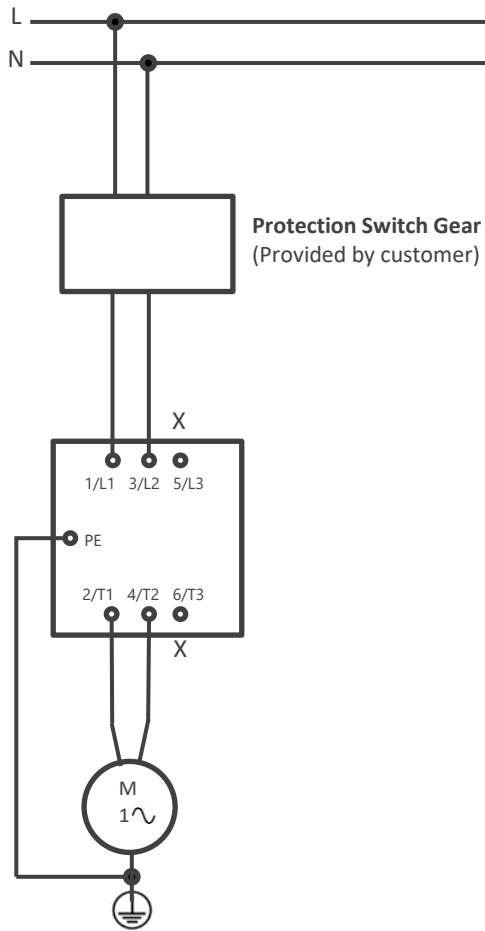 L
N
Protection Switch Gear
(Provided by customer)
X
1/L1 3/L2 5/L3
PE
2/T1 4/T2 6/T3
X
M
1